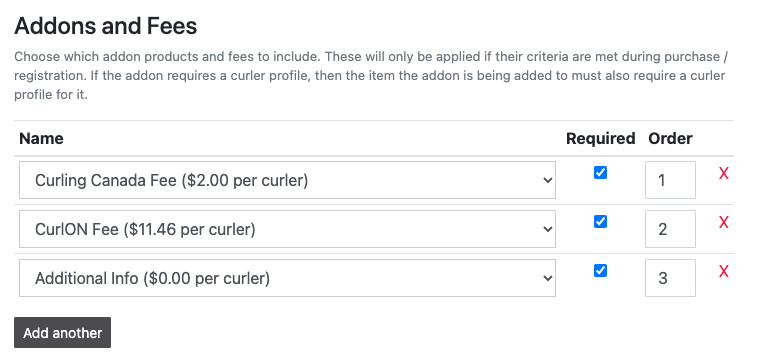 Addons and Fees
Choose which addon products and fees to include. These will only be applied if their criteria are met during purchase /
registration. If the addon requires a curler profile, then the item the addon is being added to must also require a curler
profile for it.
Name Required Order
Curling Canada Fee ($2.00 per curler) 1 X
CurlON Fee ($11.46 per curler) 2 X
Additional Info ($0.00 per curler) 3 X
Add another